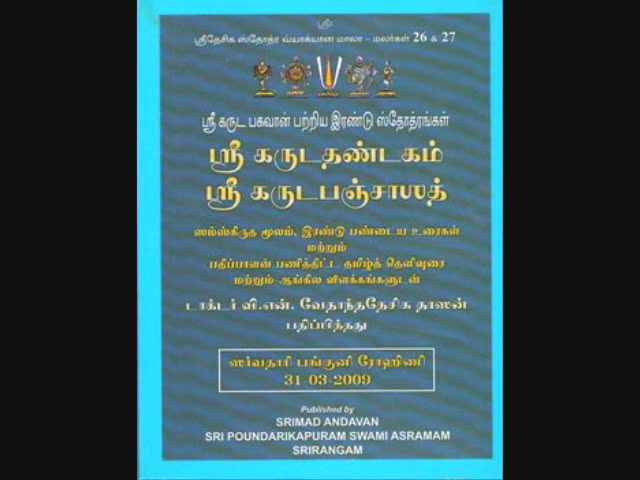 ஸ்ரீ:
ஸ்ரீதேசிக ஸ்தோத்ர வ்யாக்யான மாலா - மலர்கள் 26 & 27
ஸ்ரீ கருட பகவான் பற்றிய இரண்டு ஸ்தோத்ரங்கள்
ஸ்ரீ கருடதண்டகம்
ஸ்ரீ கருடபஞ்சாஶத்
ஸம்ஸ்கிருத மூலம், இரண்டு பண்டைய உரைகள்
மற்றும்
பதிப்பாளன் பணித்திட்ட தமிழ்த் தெளிவுரை
மற்றும் ஆங்கில விளக்கங்களுடன்
டாக்டர் வி.என். வேதாந்ததேசிக தாஸன்
பதிப்பித்தது
ஸர்வதாரி பங்குனி ரோஹிணி
31-03-2009
Published by
SRIMAD ANDAVAN
SRI POUNDARIKAPURAM SWAMI ASRAMAM
SRIRANGAM